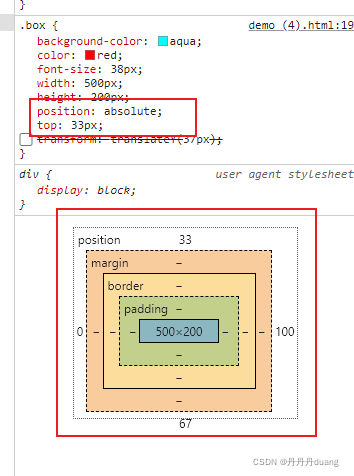 }
.box { demo (4).html:19
background-color: aqua;
color: red;
font-size: 38px;
width: 500px;
height: 200px;
position: absolute;
top: 33px;
transform: translateY(37px);
}
div { user agent stylesheet
display: block;
}
position 33
margin –
border –
padding –
0 – – – 500×200 – – – 100
–
–
–
67
CSDN @丹丹丹duang